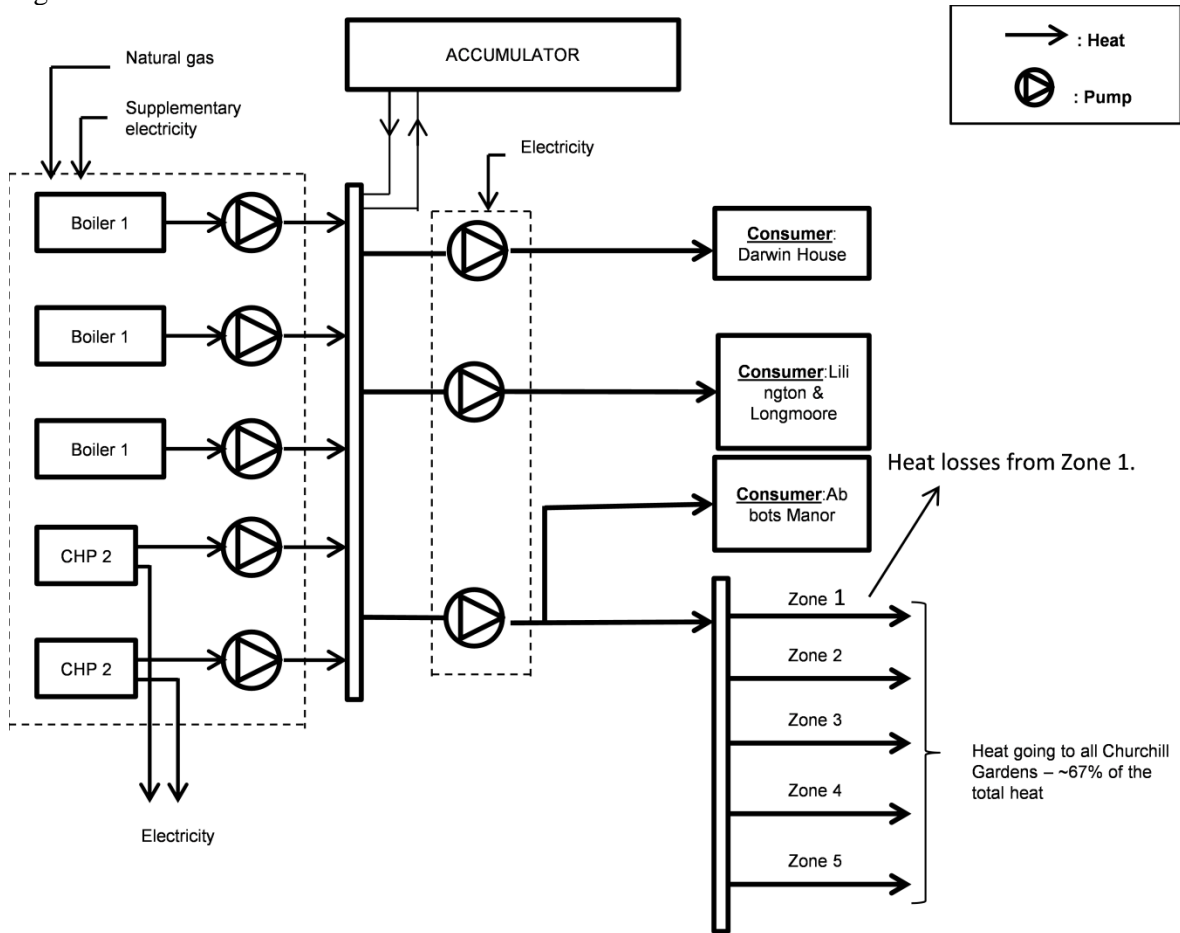 Natural gas
Supplementary
electricity
ACCUMULATOR
: Heat
: Pump
Electricity
Boiler 1
Boiler 1
Boiler 1
CHP 2
CHP 2
Electricity
Consumer:
Darwin House
Consumer:Lili
ngton &
Longmoore
Consumer:Ab
bots Manor
Heat losses from Zone 1.
Zone 1
Zone 2
Zone 3
Zone 4
Zone 5
Heat going to all Churchill
Gardens – ~67% of the
total heat